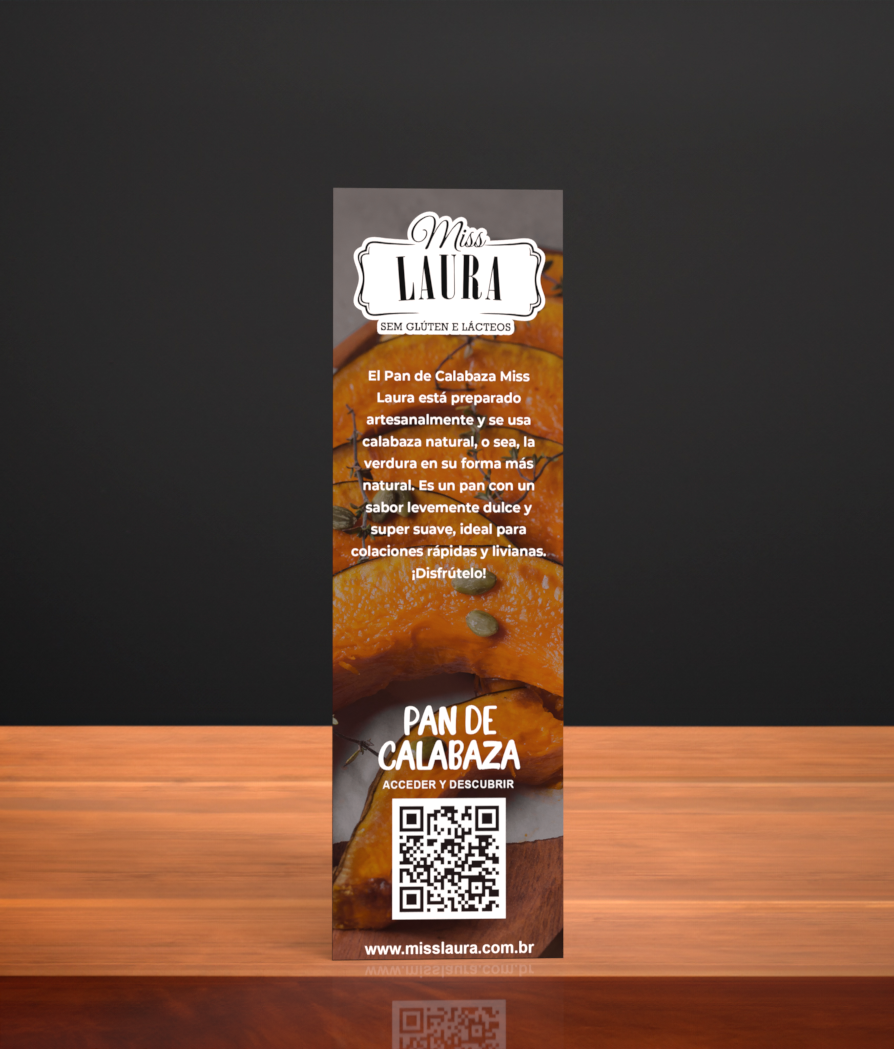 Miss
LAURA
SEM GLÚTEN E LÁCTEOS
El Pan de Calabaza Miss
Laura está preparado
artesanalmente y se usa
calabaza natural, o sea, la
verdura en su forma más
natural. Es un pan con un
sabor levemente dulce y
super suave, ideal para
colaciones rápidas y livianas.
¡Disfrútelo!
PAN DE
CALABAZA
ACCEDER Y DESCUBRIR
www.misslaura.com.br